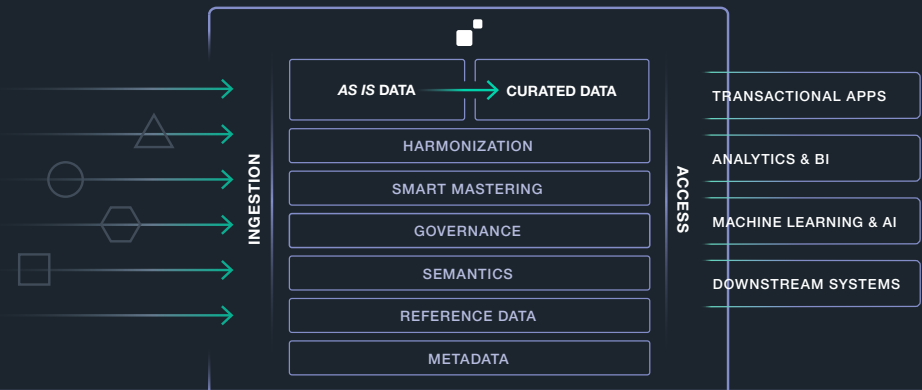 INGESTION
AS IS DATA
CURATED DATA
HARMONIZATION
SMART MASTERING
GOVERNANCE
SEMANTICS
REFERENCE DATA
METADATA
ACCESS
TRANSACTIONAL APPS
ANALYTICS & BI
MACHINE LEARNING & AI
DOWNSTREAM SYSTEMS